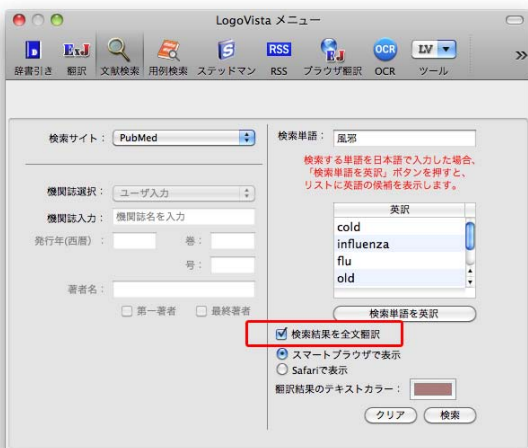 LogoVista メニュー
辞書引き 翻訳 文献検索 用例検索 ステッドマン RSS ブラウザ翻訳 OCR ツール
ExJ S RSS EJ OCR LV »
検索サイト： PubMed
機関誌選択： ユーザ入力
機関誌入力： 機関誌名を入力
発行年(西暦)： 巻：
号：
著者名：
第一著者 最終著者
検索単語： 風邪
検索する単語を日本語で入力した場合、
「検索単語を英訳」ボタンを押すと、
リストに英語の候補を表示します。
英訳
cold
influenza
flu
old
検索単語を英訳
検索結果を全文翻訳
スマートブラウザで表示
Safariで表示
翻訳結果のテキストカラー：
クリア 検索